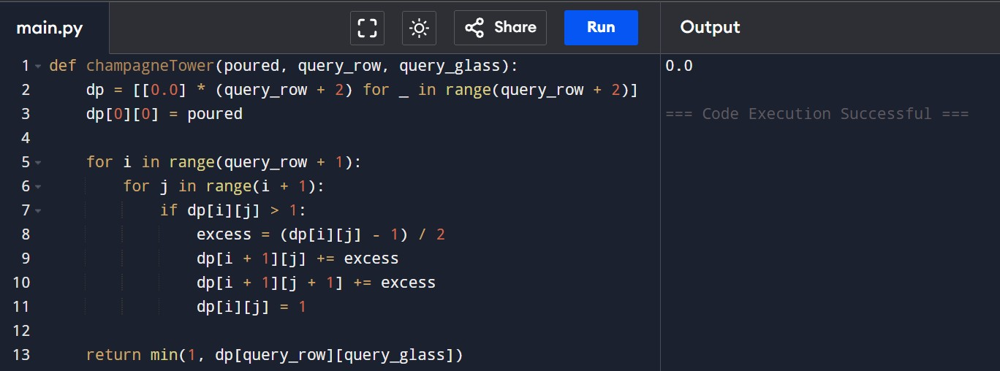 main.py
Share
Run
Output
1 def champagneTower(poured, query_row, query_glass):
2     dp = [[0.0] * (query_row + 2) for _ in range(query_row + 2)]
3     dp[0][0] = poured
4
5     for i in range(query_row + 1):
6         for j in range(i + 1):
7             if dp[i][j] > 1:
8                 excess = (dp[i][j] - 1) / 2
9                 dp[i + 1][j] += excess
10                 dp[i + 1][j + 1] += excess
11                 dp[i][j] = 1
12
13     return min(1, dp[query_row][query_glass])
0.0
=== Code Execution Successful ===